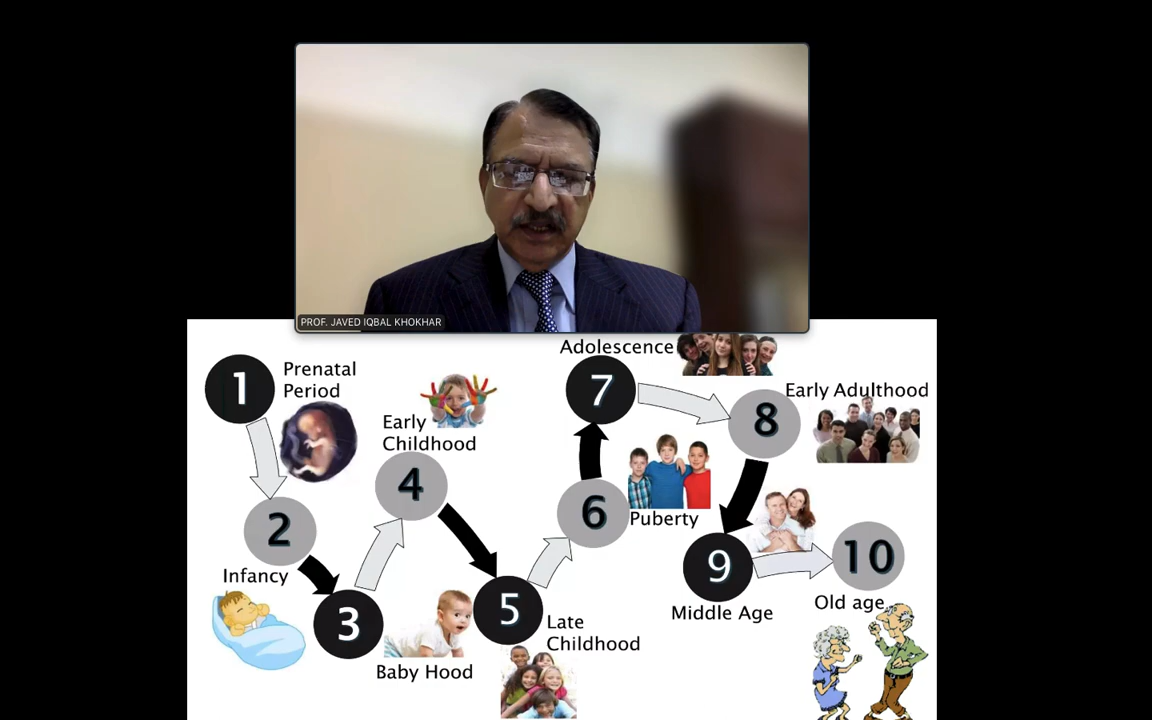 PROF. JAVED IQBAL KHOKHAR
1
Prenatal
Period
2
Infancy
3
Baby Hood
4
Early
Childhood
5
Late
Childhood
6
Puberty
7
Adolescence
8
Early Adulthood
9
Middle Age
10
Old age